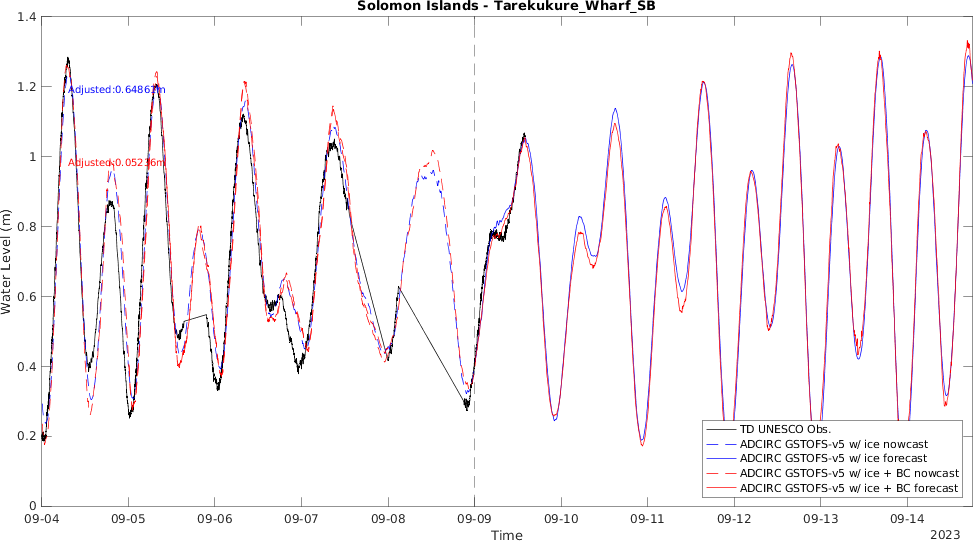 Solomon Islands - Tarekukure_Wharf_SB
1.4
1.2
1
0.8
0.6
0.4
0.2
0
Water Level (m)
Adjusted:0.64861m
Adjusted:0.05236m
TD UNESCO Obs.
ADCIRC GSTOFS-v5 w/ ice nowcast
ADCIRC GSTOFS-v5 w/ ice forecast
ADCIRC GSTOFS-v5 w/ ice + BC nowcast
ADCIRC GSTOFS-v5 w/ ice + BC forecast
09-04 09-05 09-06 09-07 09-08 09-09 09-10 09-11 09-12 09-13 09-14
Time
2023